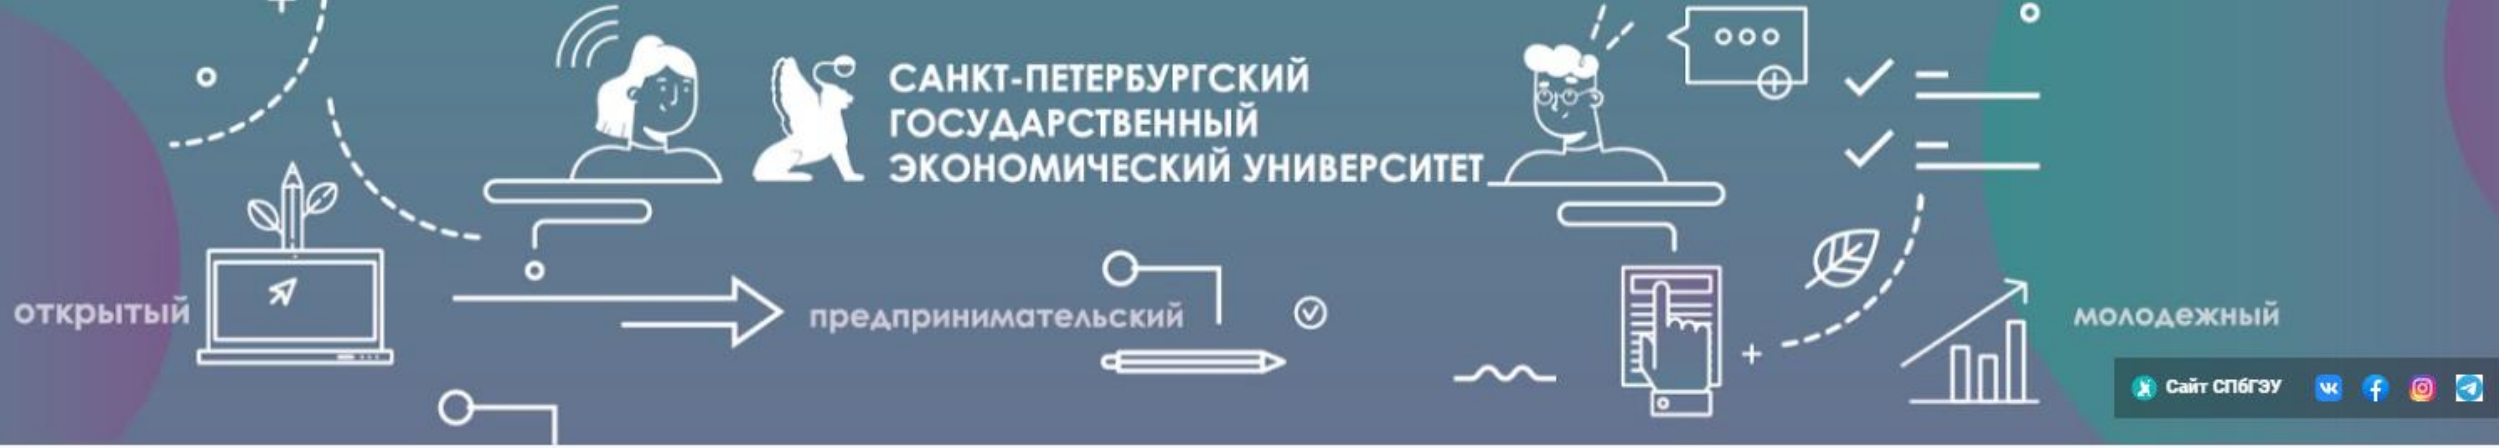 САНКТ-ПЕТЕРБУРГСКИЙ
ГОСУДАРСТВЕННЫЙ
ЭКОНОМИЧЕСКИЙ УНИВЕРСИТЕТ
открытый
предпринимательский
молодежный
Сайт СПбГЭУ